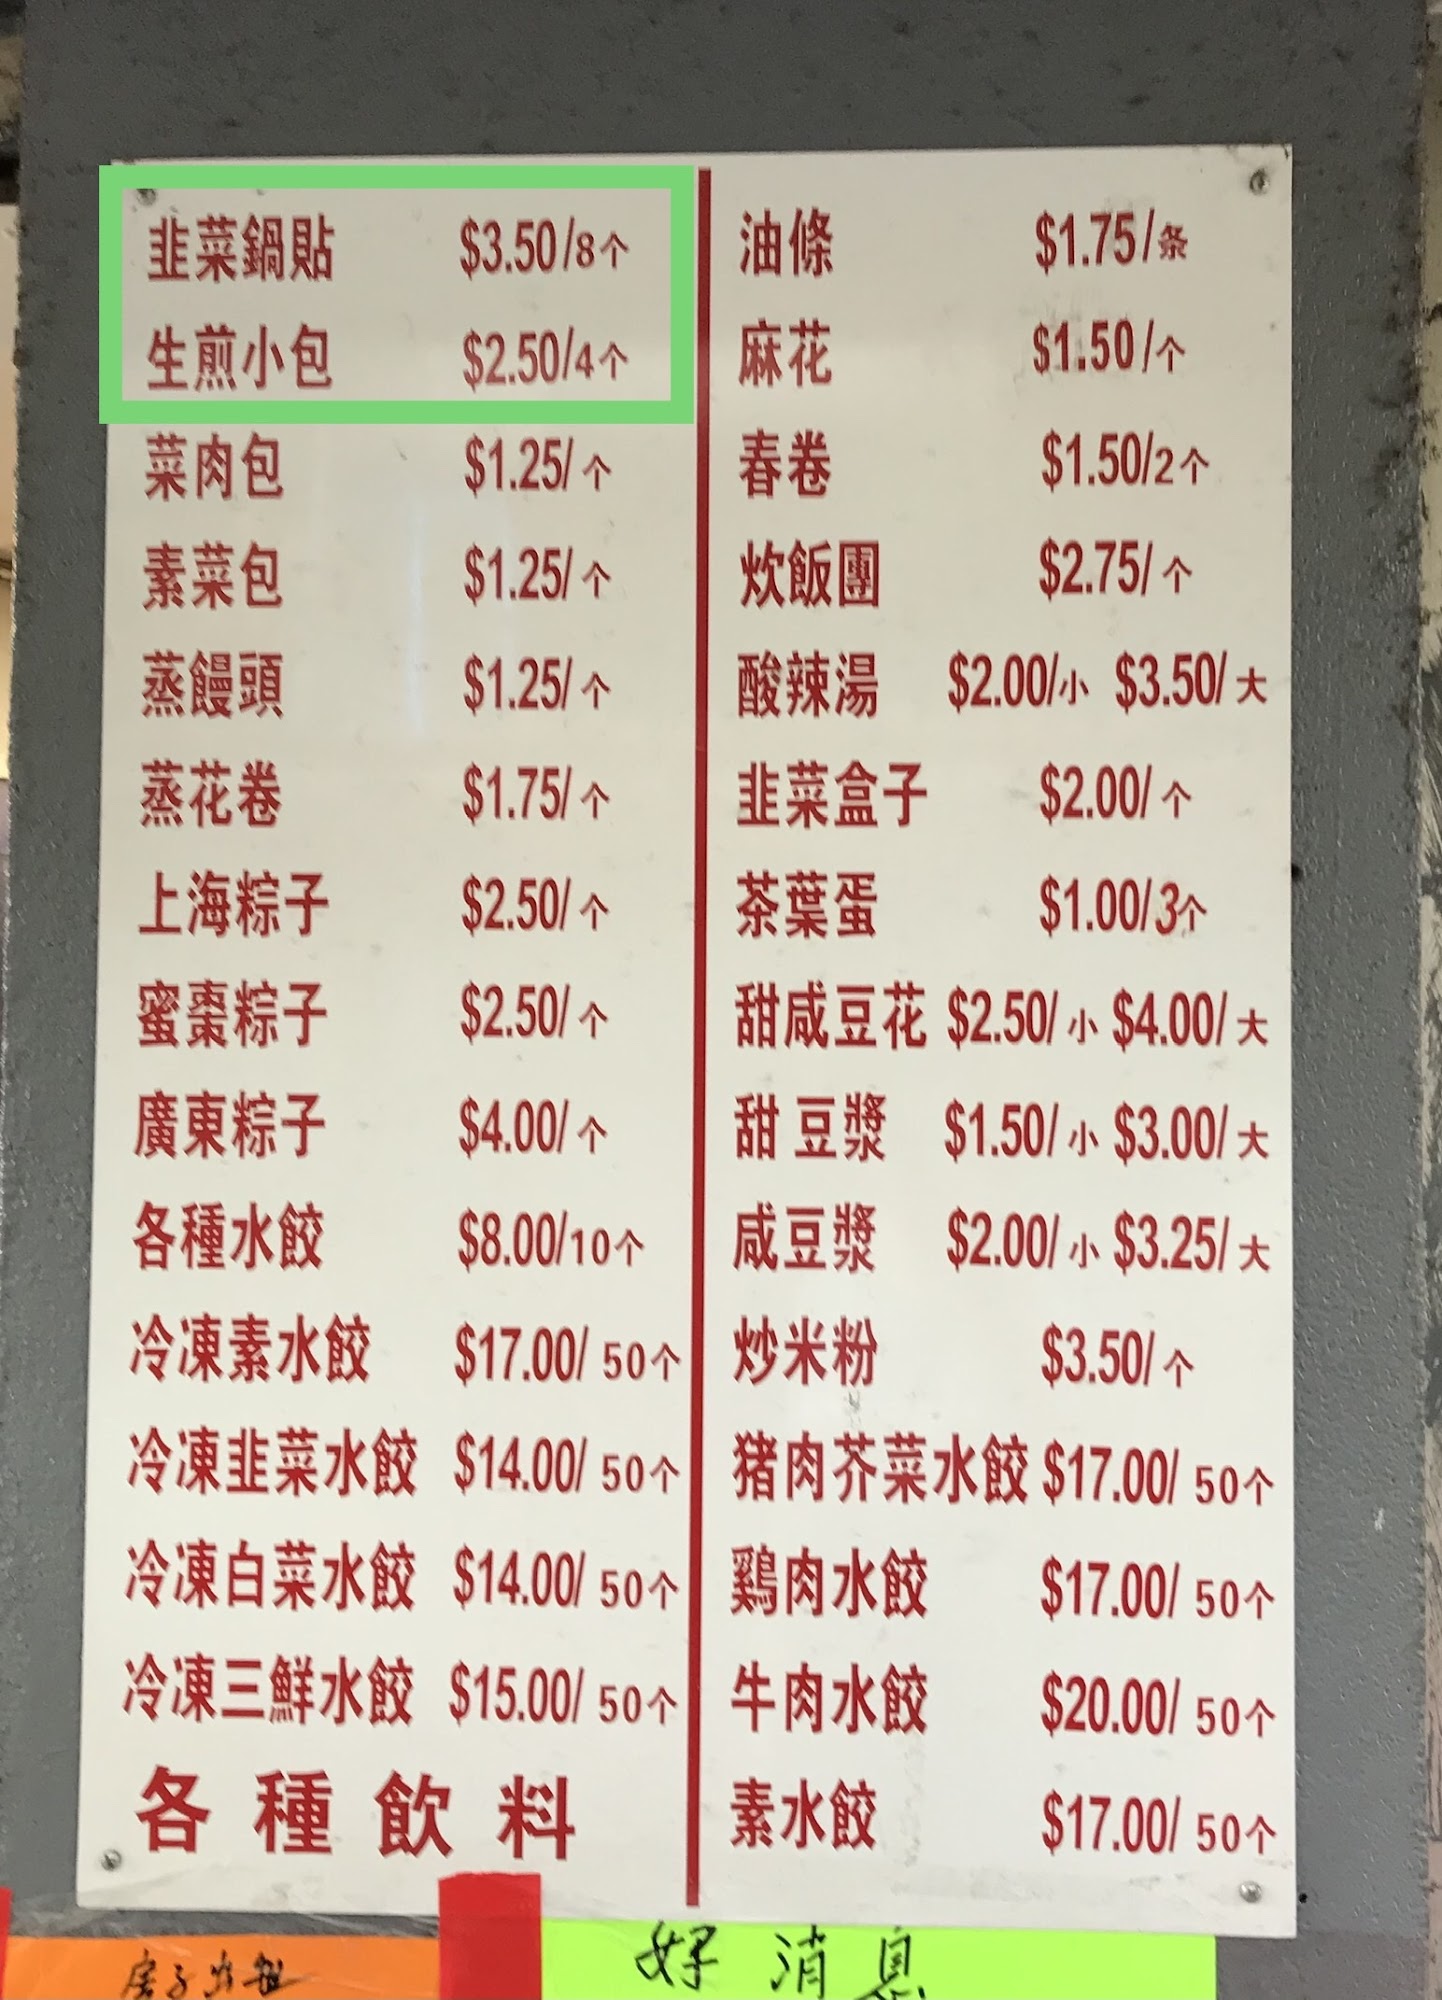 韭菜鍋貼 $3.50/8个
生煎小包 $2.50/4个
菜肉包 $1.25/个
素菜包 $1.25/个
蒸饅頭 $1.25/个
蒸花卷 $1.75/个
上海粽子 $2.50/个
蜜棗粽子 $2.50/个
廣東粽子 $4.00/个
各種水餃 $8.00/10个
冷凍素水餃 $17.00/50个
冷凍韭菜水餃 $14.00/50个
冷凍白菜水餃 $14.00/50个
冷凍三鮮水餃 $15.00/50个
各種飲料
油條 $1.75/条
麻花 $1.50/个
春卷 $1.50/2个
炊飯團 $2.75/个
酸辣湯 $2.00/小 $3.50/大
韭菜盒子 $2.00/个
茶葉蛋 $1.00/3个
甜咸豆花 $2.50/小 $4.00/大
甜豆漿 $1.50/小 $3.00/大
咸豆漿 $2.00/小 $3.25/大
炒米粉 $3.50/个
猪肉芥菜水餃 $17.00/50个
鷄肉水餃 $17.00/50个
牛肉水餃 $20.00/50个
素水餃 $17.00/50个
房子出租
好消息